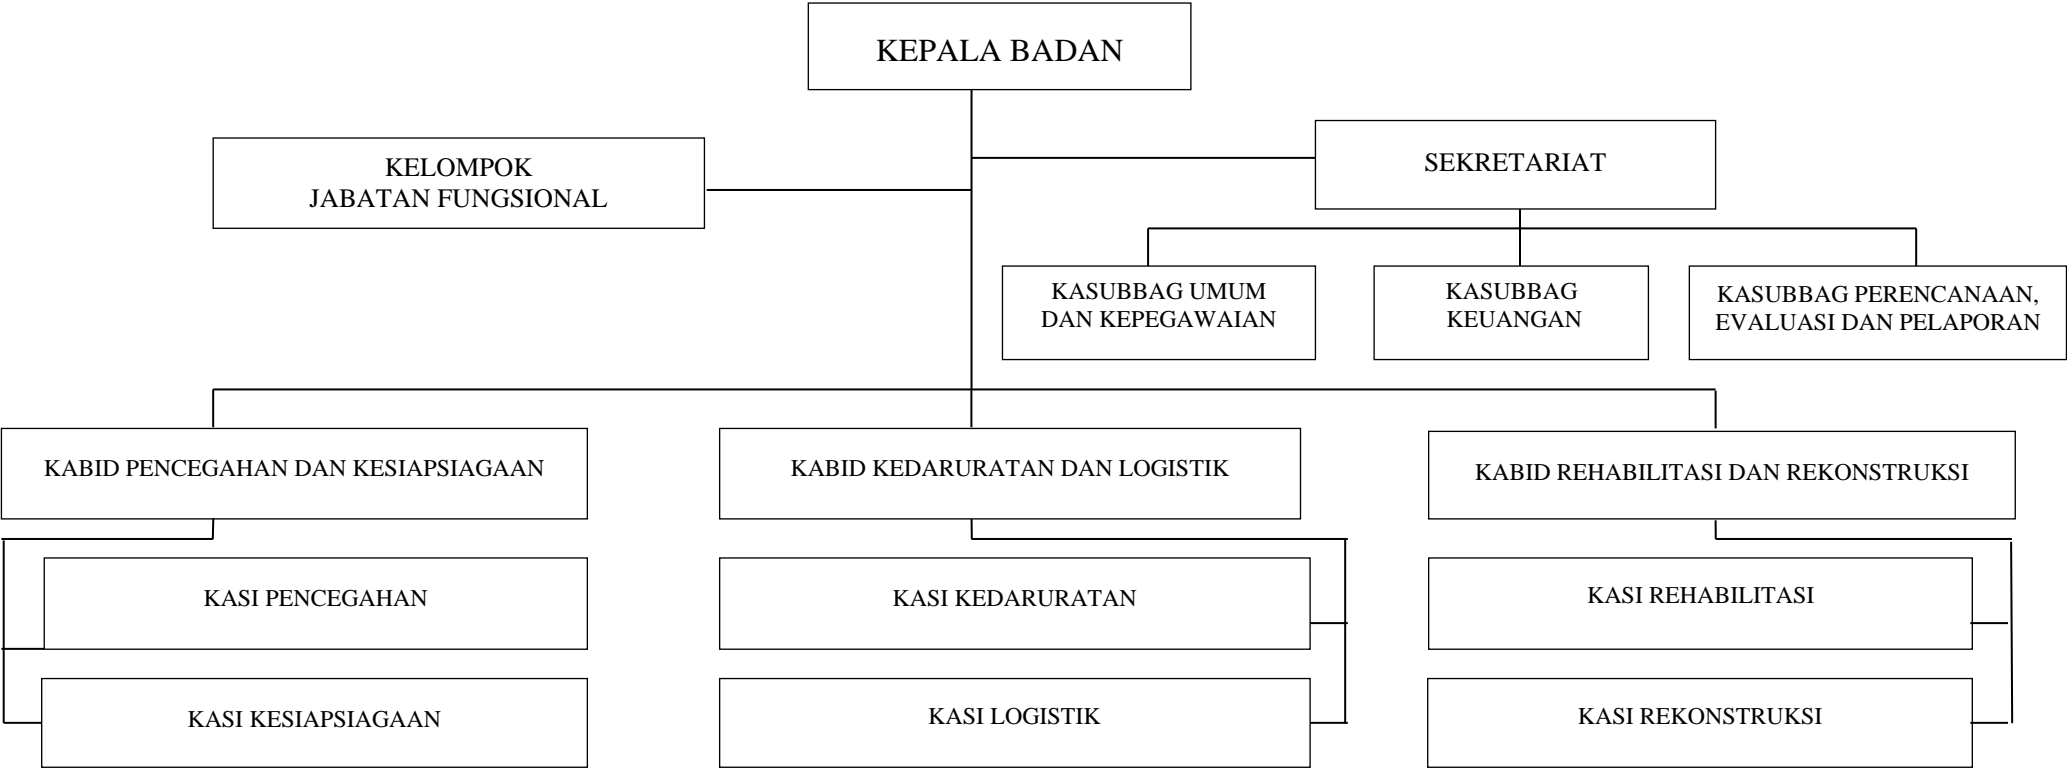 KEPALA BADAN
KELOMPOK
JABATAN FUNGSIONAL
SEKRETARIAT
KASUBBAG UMUM
DAN KEPEGAWAIAN
KASUBBAG
KEUANGAN
KASUBBAG PERENCANAAN,
EVALUASI DAN PELAPORAN
KABID PENCEGAHAN DAN KESIAPSIAGAAN
KABID KEDARURATAN DAN LOGISTIK
KABID REHABILITASI DAN REKONSTRUKSI
KASI PENCEGAHAN
KASI KEDARURATAN
KASI REHABILITASI
KASI KESIAPSIAGAAN
KASI LOGISTIK
KASI REKONSTRUKSI